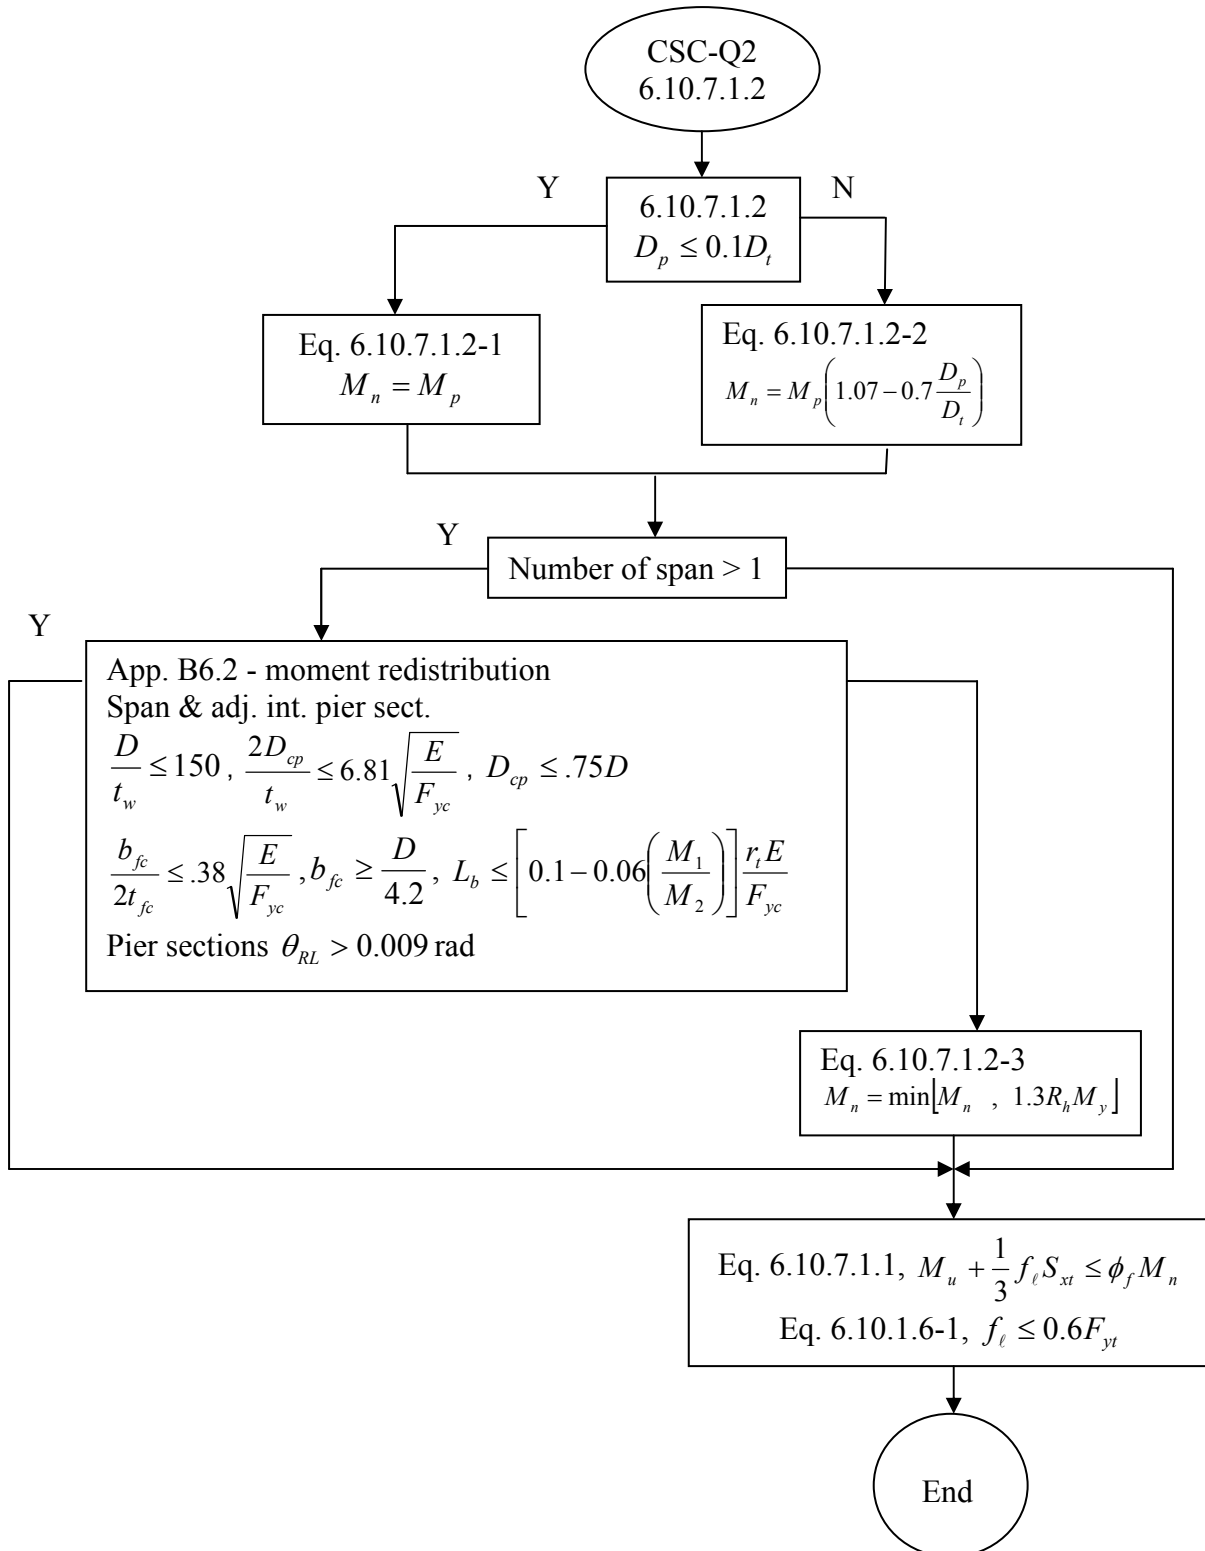 CSC-Q2
6.10.7.1.2
Y
N
6.10.7.1.2
D_p ≤ 0.1D_t
Eq. 6.10.7.1.2-1
M_n = M_p
Eq. 6.10.7.1.2-2
M_n = M_p(1.07 − 0.7 D_p/D_t)
Y
Number of span > 1
Y
App. B6.2 - moment redistribution
Span & adj. int. pier sect.
D/t_w ≤ 150 , 2D_cp/t_w ≤ 6.81√(E/F_yc) , D_cp ≤ .75D
b_fc/2t_fc ≤ .38√(E/F_yc) , b_fc ≥ D/4.2 , L_b ≤ [0.1 − 0.06(M_1/M_2)] r_t E/F_yc
Pier sections θ_RL > 0.009 rad
Eq. 6.10.7.1.2-3
M_n = min⌊M_n , 1.3R_h M_y⌋
Eq. 6.10.7.1.1, M_u + 1/3 f_ℓ S_xt ≤ ϕ_f M_n
Eq. 6.10.1.6-1, f_ℓ ≤ 0.6F_yt
End